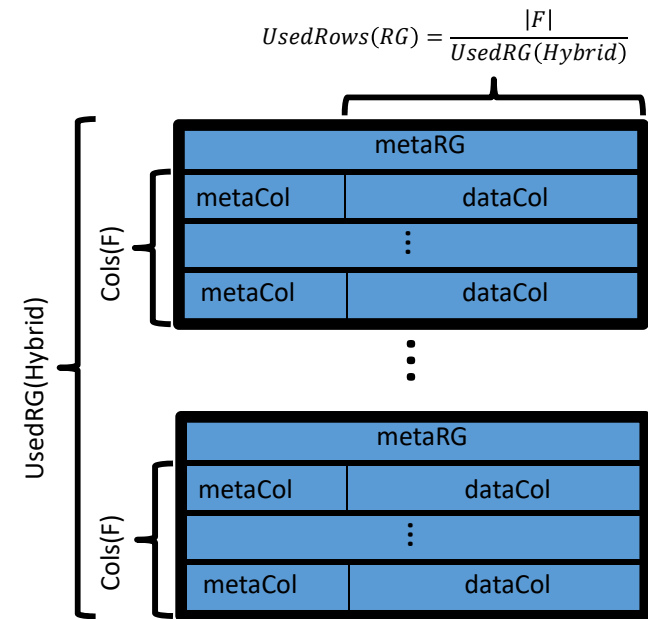 UsedRows(RG) = |F| / UsedRG(Hybrid)
metaRG
metaCol dataCol
⋮
metaCol dataCol
Cols(F)
⋮
UsedRG(Hybrid)
metaRG
metaCol dataCol
⋮
metaCol dataCol
Cols(F)